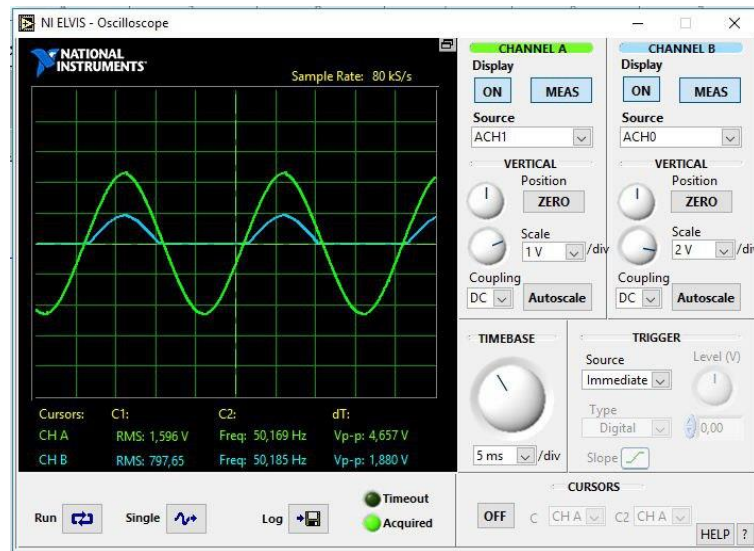 NI ELVIS - Oscilloscope
NATIONAL
INSTRUMENTS
Sample Rate: 80 kS/s
Cursors: C1: C2: dT:
CH A RMS: 1,596 V Freq: 50,169 Hz Vp-p: 4,657 V
CH B RMS: 797,65 Freq: 50,185 Hz Vp-p: 1,880 V
Run Single Log
Timeout
Acquired
CHANNEL A
Display
ON MEAS
Source
ACH1
VERTICAL
Position
ZERO
Scale
1 V /div
Coupling
DC Autoscale
CHANNEL B
Display
ON MEAS
Source
ACH0
VERTICAL
Position
ZERO
Scale
2 V /div
Coupling
DC Autoscale
TIMEBASE
5 ms /div
TRIGGER
Source Level (V)
Immediate
Type
Digital 0,00
Slope
CURSORS
OFF C CH A C2 CH A
HELP ?